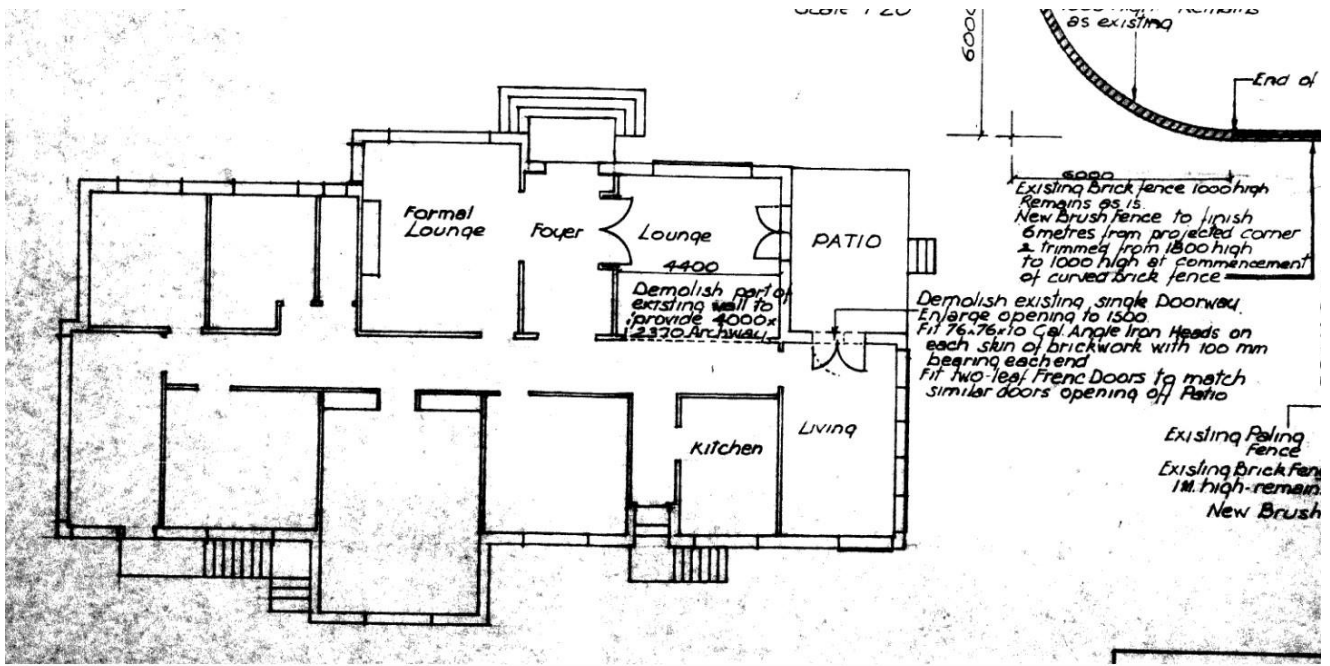 Scale 1:20
6000
as existing
End of
6000
Existing Brick fence 1000 high
Remains as is.
New Brush Fence to finish
6 metres from projected corner
& trimmed from 1800 high
to 1000 high at commencement
of curved brick fence
Formal
Lounge
Foyer
Lounge
PATIO
4400
Demolish part of
existing wall to
provide 4000x
2370 Archway
Demolish existing single Doorway
Enlarge opening to 1500
Fit 76x76x10 Gal. Angle Iron Heads on
each skin of brickwork with 100 mm
bearing each end
Fit two-leaf Frenc Doors to match
similar doors opening off Patio
Kitchen
Living
Existing Paling
Fence
Existing Brick Fenc
1M. high-remain
New Brush